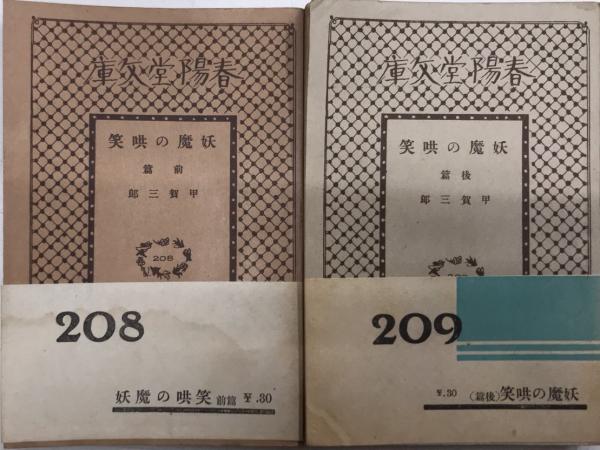 春陽堂文庫
妖魔の哄笑
前篇
甲賀三郎
208
208
妖魔の哄笑 前篇 ¥.30
春陽堂文庫
妖魔の哄笑
後篇
甲賀三郎
209
妖魔の哄笑(後篇) ¥.30